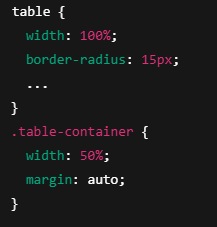 table {
  width: 100%;
  border-radius: 15px;
  ...
}
.table-container {
  width: 50%;
  margin: auto;
}